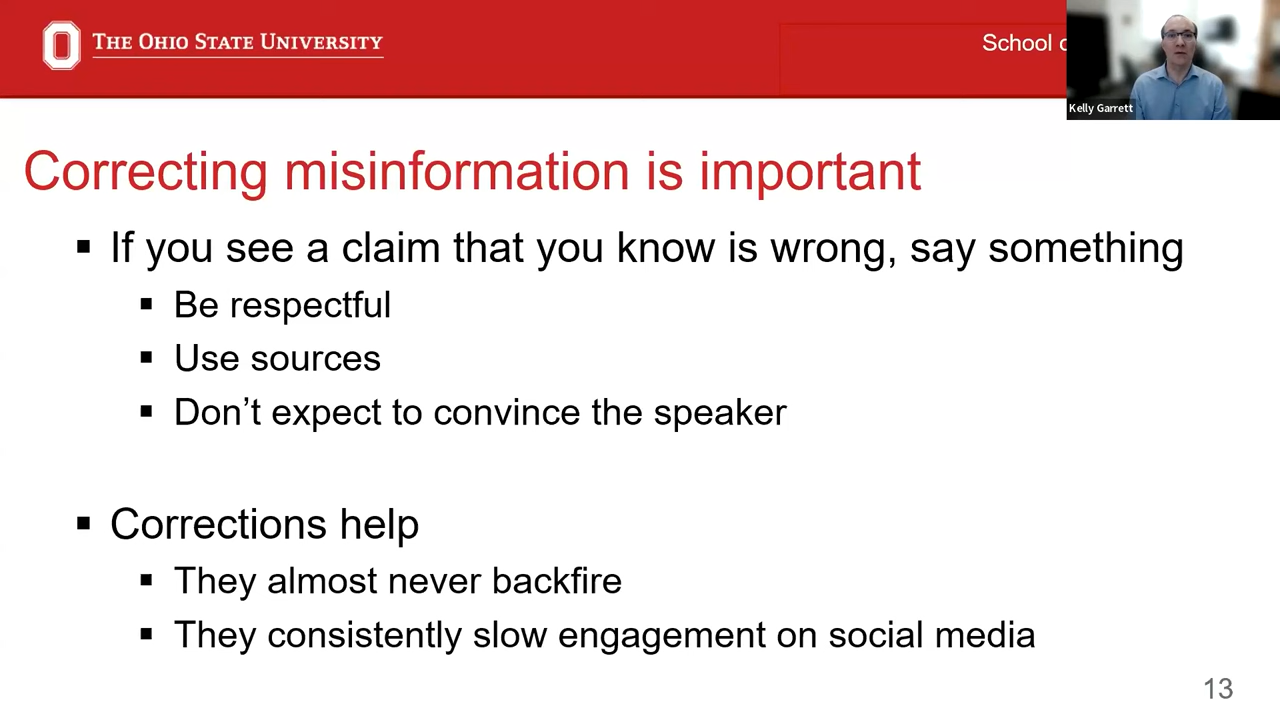 THE OHIO STATE UNIVERSITY
School
Kelly Garrett
Correcting misinformation is important
▪ If you see a claim that you know is wrong, say something
▪ Be respectful
▪ Use sources
▪ Don’t expect to convince the speaker
▪ Corrections help
▪ They almost never backfire
▪ They consistently slow engagement on social media
13